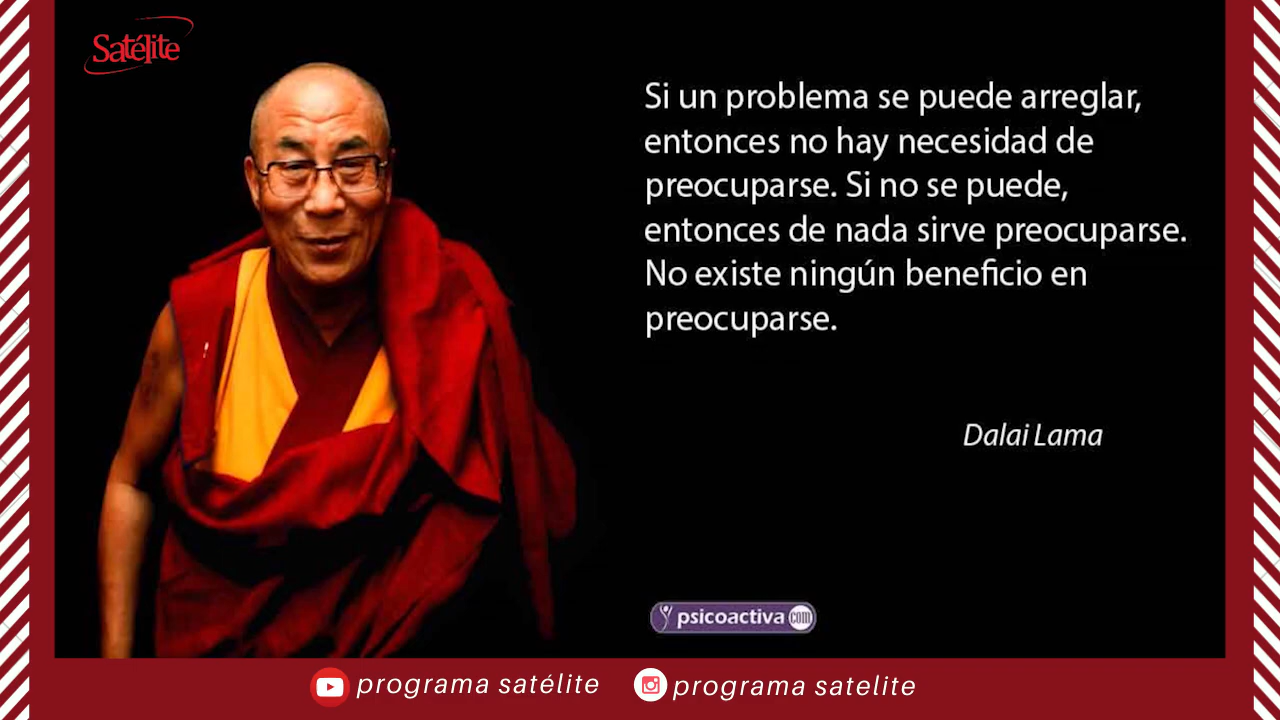 Satélite
Si un problema se puede arreglar,
entonces no hay necesidad de
preocuparse. Si no se puede,
entonces de nada sirve preocuparse.
No existe ningún beneficio en
preocuparse.
Dalai Lama
psicoactiva com
programa satélite
programa satelite